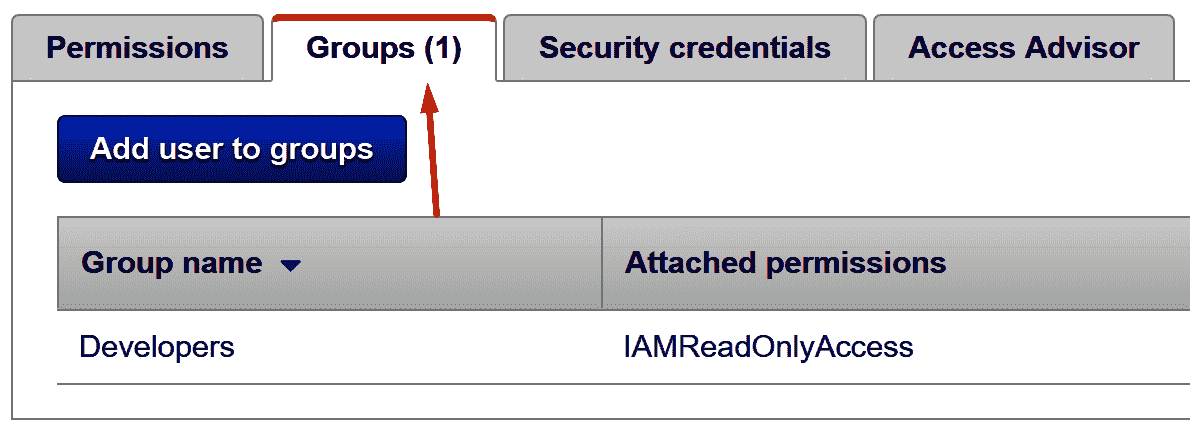 Permissions Groups (1) Security credentials Access Advisor
Add user to groups
Group name Attached permissions
Developers IAMReadOnlyAccess